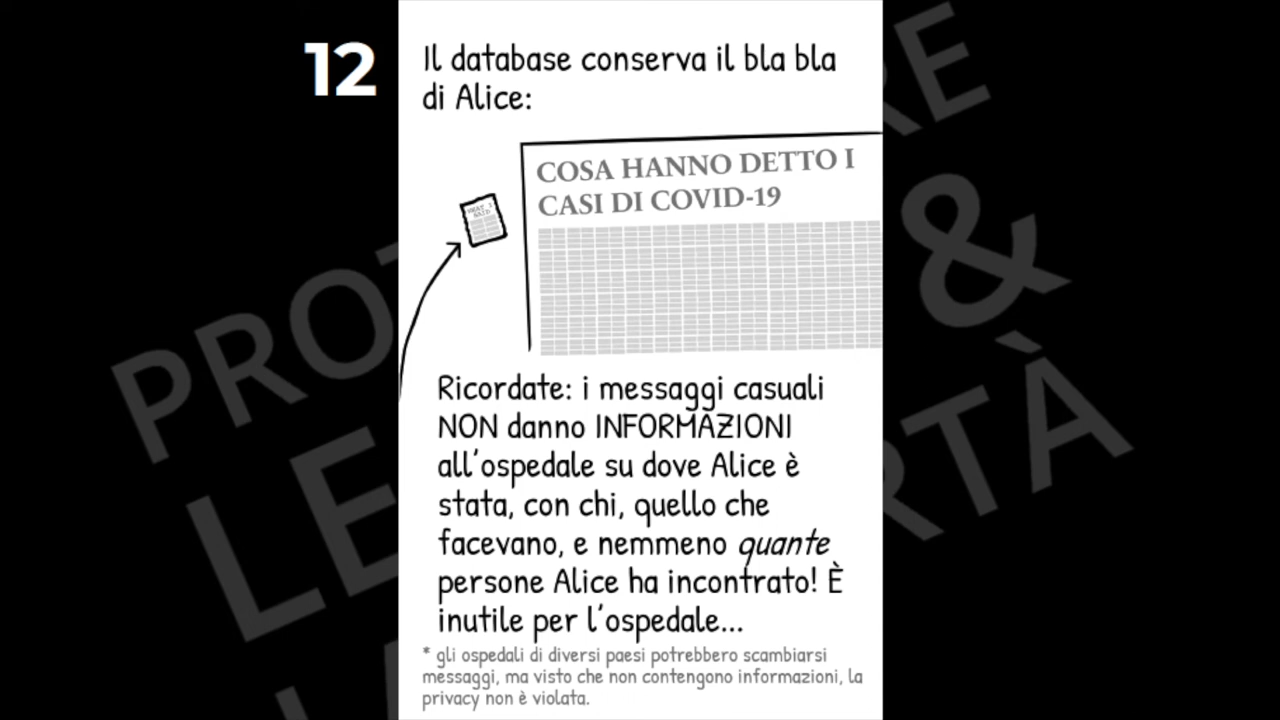 12
Il database conserva il bla bla
di Alice:
COSA HANNO DETTO I
CASI DI COVID-19
Ricordate: i messaggi casuali
NON danno INFORMAZIONI
all'ospedale su dove Alice è
stata, con chi, quello che
facevano, e nemmeno quante
persone Alice ha incontrato! È
inutile per l'ospedale...
* gli ospedali di diversi paesi potrebbero scambiarsi
messaggi, ma visto che non contengono informazioni, la
privacy non è violata.